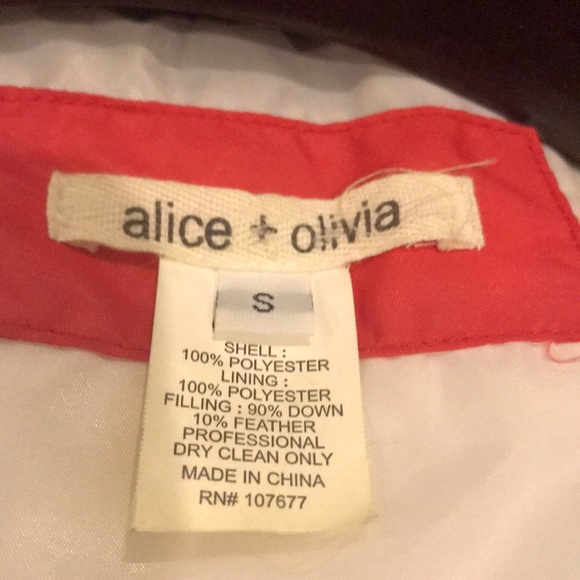 alice + olivia
S
SHELL :
100% POLYESTER
LINING :
100% POLYESTER
FILLING : 90% DOWN
10% FEATHER
PROFESSIONAL
DRY CLEAN ONLY
MADE IN CHINA
RN# 107677